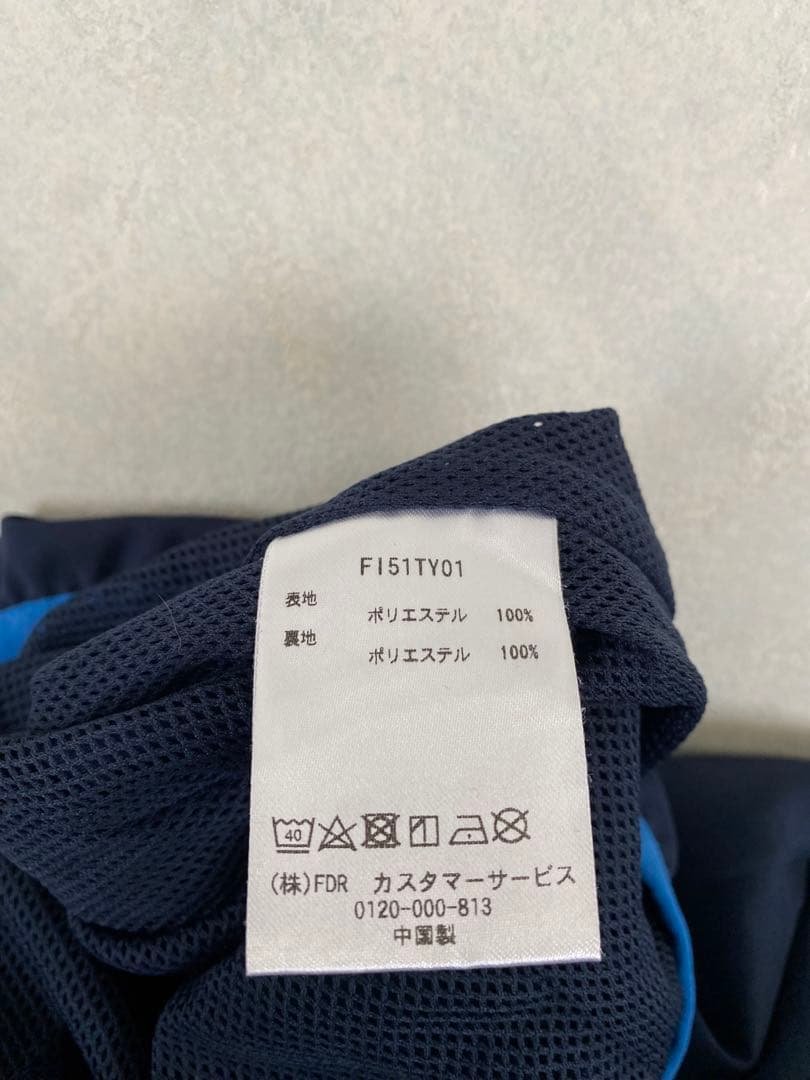 FI51TY01
表地 ポリエステル 100%
裏地 ポリエステル 100%
40
(株)FDR カスタマーサービス
0120-000-813
中国製